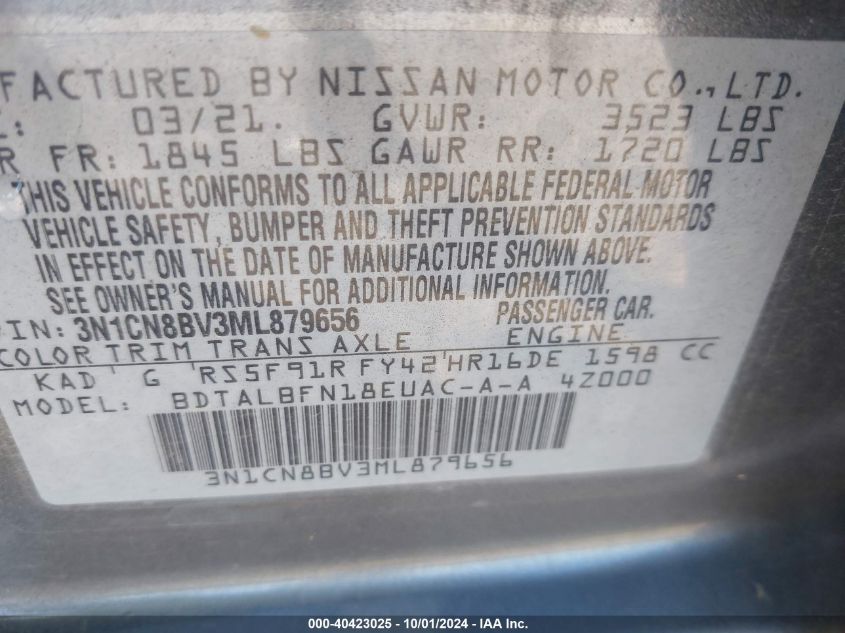 FACTURED BY NISSAN MOTOR CO., LTD.
03/21. GVWR: 3523 LBS
R FR: 1845 LBS GAWR RR: 1720 LBS
THIS VEHICLE CONFORMS TO ALL APPLICABLE FEDERAL MOTOR
VEHICLE SAFETY, BUMPER AND THEFT PREVENTION STANDARDS
IN EFFECT ON THE DATE OF MANUFACTURE SHOWN ABOVE.
SEE OWNER'S MANUAL FOR ADDITIONAL INFORMATION.
IN: 3N1CN8BV3ML879656 PASSENGER CAR.
COLOR TRIM TRANS AXLE ENGINE
KAD G RS5F91R FY42 HR16DE 1598 CC
MODEL: BDTALBFN18EUAC-A-A 4Z000
3N1CN8BV3ML879656
000-40423025 - 10/01/2024 - IAA Inc.